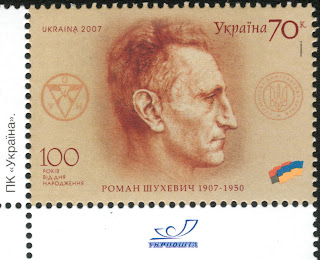 UKRAINA 2007
Україна 70 к.
100
РОКІВ
ВІД ДНЯ
НАРОДЖЕННЯ
РОМАН ШУХЕВИЧ 1907-1950
ПК «Україна».
УКРПОШТА